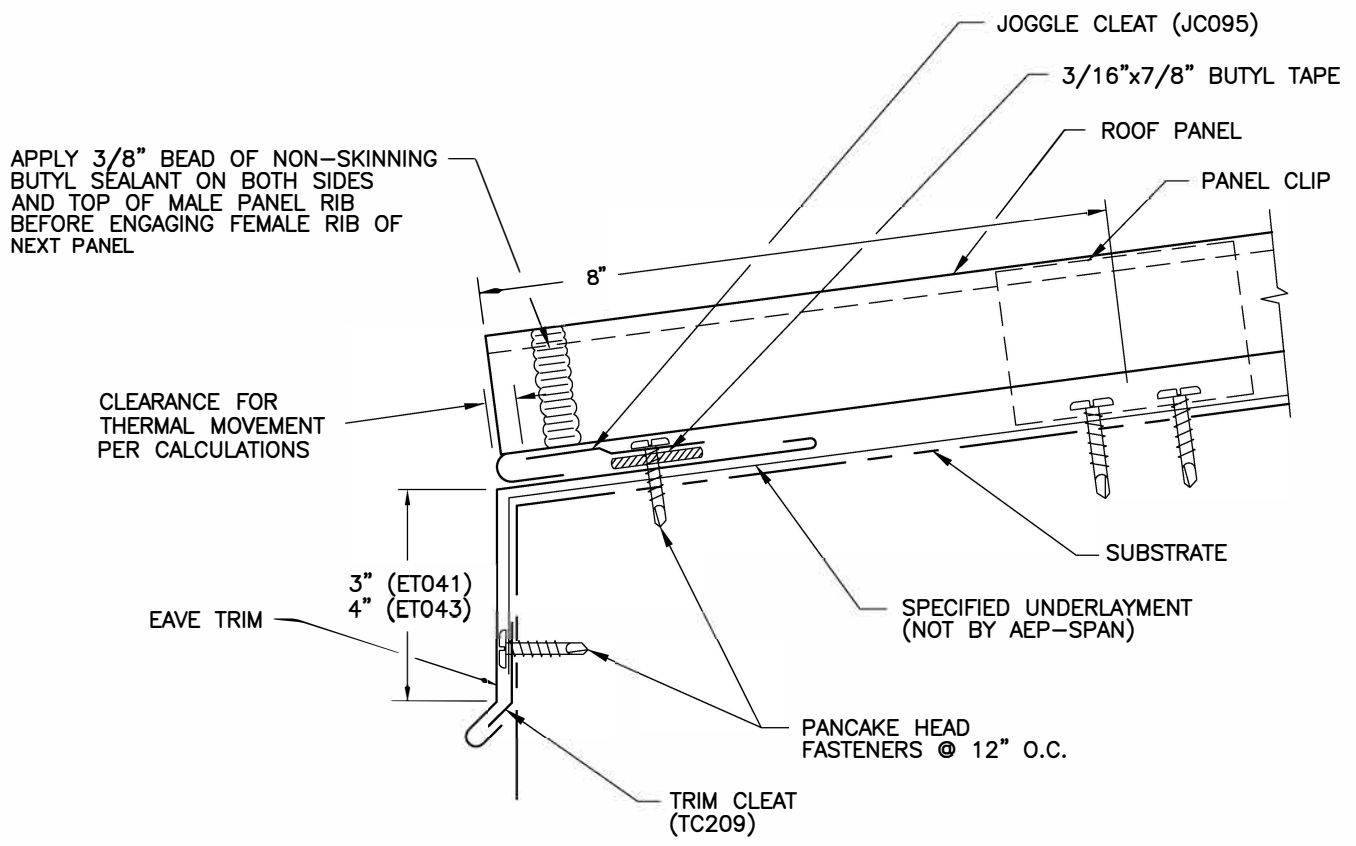 JOGGLE CLEAT (JC095)
3/16”x7/8” BUTYL TAPE
ROOF PANEL
PANEL CLIP
APPLY 3/8” BEAD OF NON-SKINNING
BUTYL SEALANT ON BOTH SIDES
AND TOP OF MALE PANEL RIB
BEFORE ENGAGING FEMALE RIB OF
NEXT PANEL
8”
CLEARANCE FOR
THERMAL MOVEMENT
PER CALCULATIONS
3” (ET041)
4” (ET043)
EAVE TRIM
SUBSTRATE
SPECIFIED UNDERLAYMENT
(NOT BY AEP-SPAN)
PANCAKE HEAD
FASTENERS @ 12” O.C.
TRIM CLEAT
(TC209)